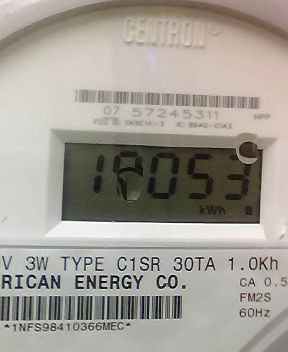 CENTRON®
07 57245311
HPP
18053
kWh
V 3W TYPE C1SR 30TA 1.0Kh
RICAN ENERGY CO.
CA 0.5
FM2S
60Hz
*1NFS98410366MEC*